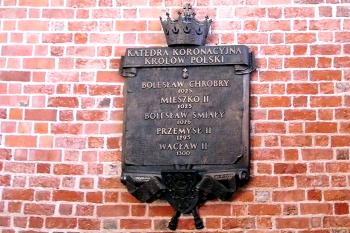 KATEDRA KORONACYJNA
KRÓLÓW POLSKI
BOLESŁAW CHROBRY
1025
MIESZKO II
1025
BOLESŁAW ŚMIAŁY
1076
PRZEMYSŁ II
1295
WACŁAW II
1300